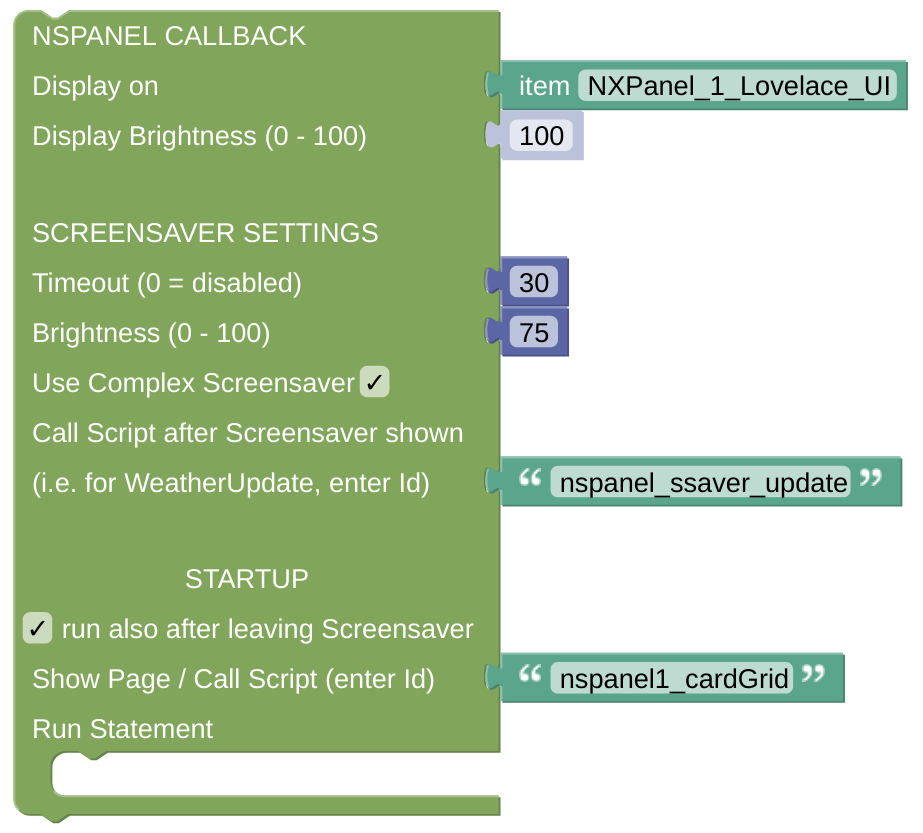 NSPANEL CALLBACK
Display on item NXPanel_1_Lovelace_UI
Display Brightness (0 - 100) 100
SCREENSAVER SETTINGS
Timeout (0 = disabled) 30
Brightness (0 - 100) 75
Use Complex Screensaver ✓
Call Script after Screensaver shown
(i.e. for WeatherUpdate, enter Id) “ nspanel_ssaver_update ”
STARTUP
✓ run also after leaving Screensaver
Show Page / Call Script (enter Id) “ nspanel1_cardGrid ”
Run Statement